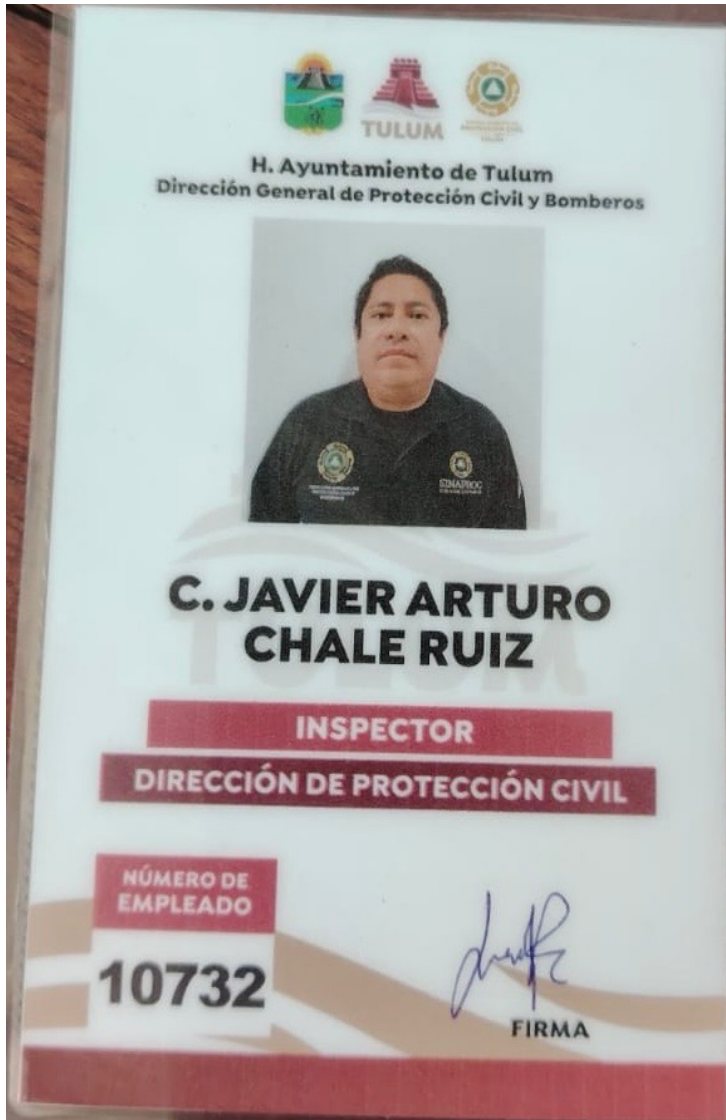 TULUM
H. Ayuntamiento de Tulum
Dirección General de Protección Civil y Bomberos
SINAPROC
C. JAVIER ARTURO
CHALE RUIZ
INSPECTOR
DIRECCIÓN DE PROTECCIÓN CIVIL
NÚMERO DE
EMPLEADO
10732
FIRMA